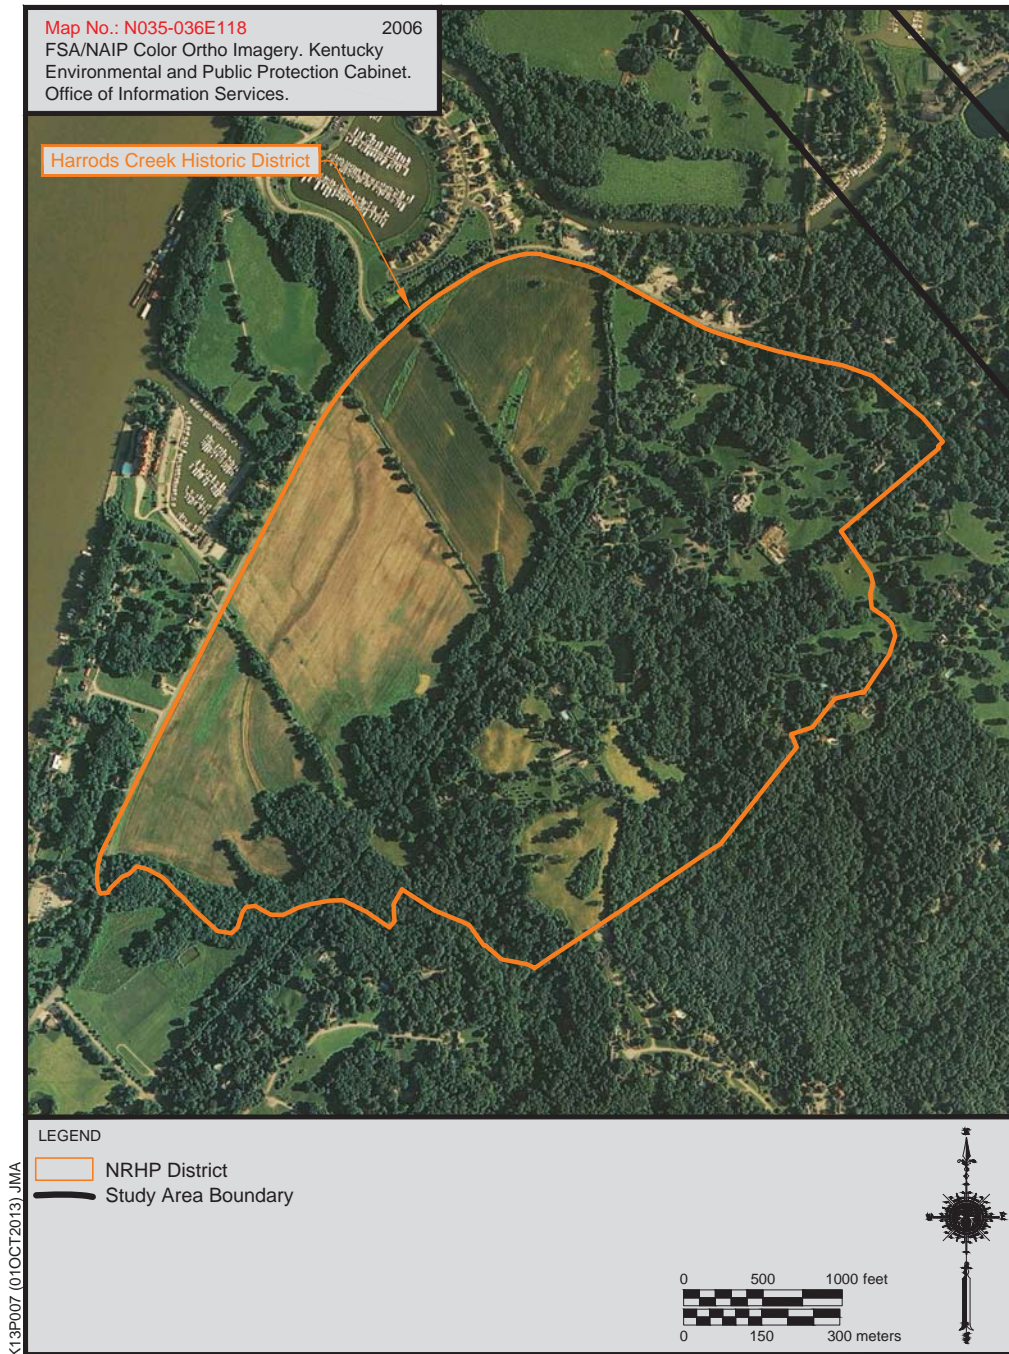 Map No.: N035-036E118 2006
FSA/NAIP Color Ortho Imagery. Kentucky
Environmental and Public Protection Cabinet.
Office of Information Services.
Harrods Creek Historic District
LEGEND
NRHP District
Study Area Boundary
0 500 1000 feet
0 150 300 meters
K13P007 (01OCT2013) JMA